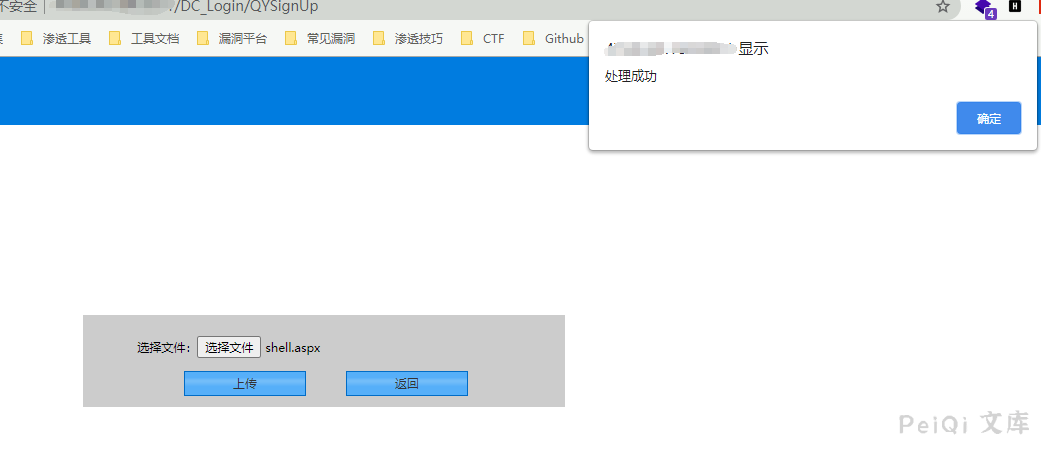 不安全 | /DC_Login/QYSignUp
4
H
渗透工具 工具文档 漏洞平台 常见漏洞 渗透技巧 CTF Github
显示
处理成功
确定
选择文件： 选择文件 shell.aspx
上传 返回
PeiQi 文库